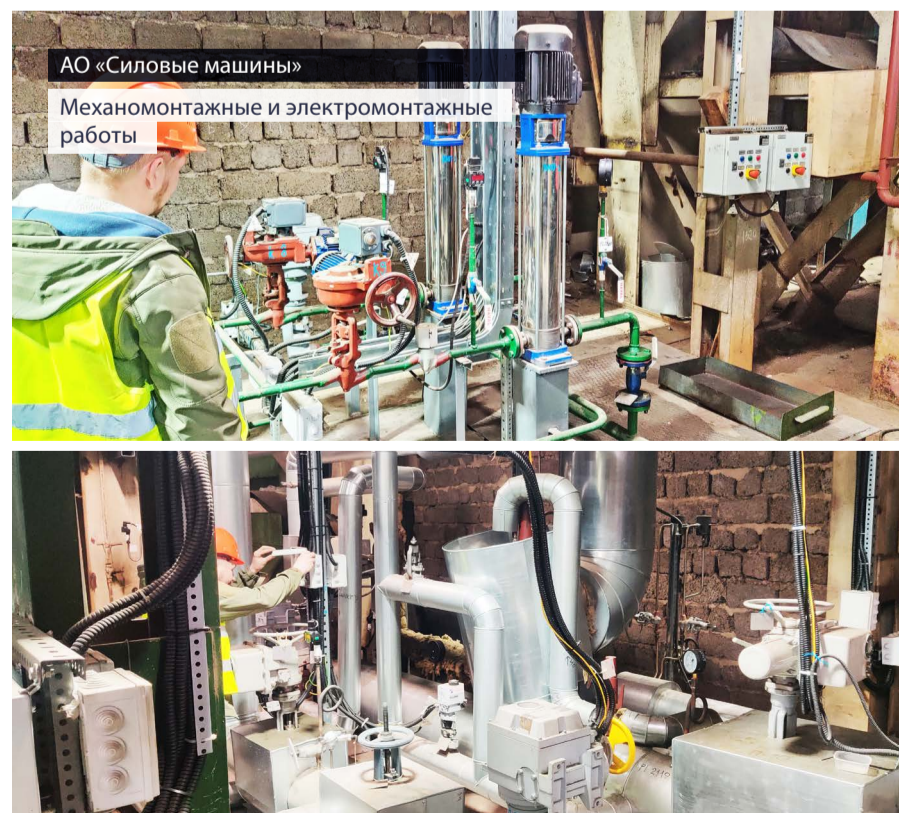 АО «Силовые машины»
Механомонтажные и электромонтажные
работы